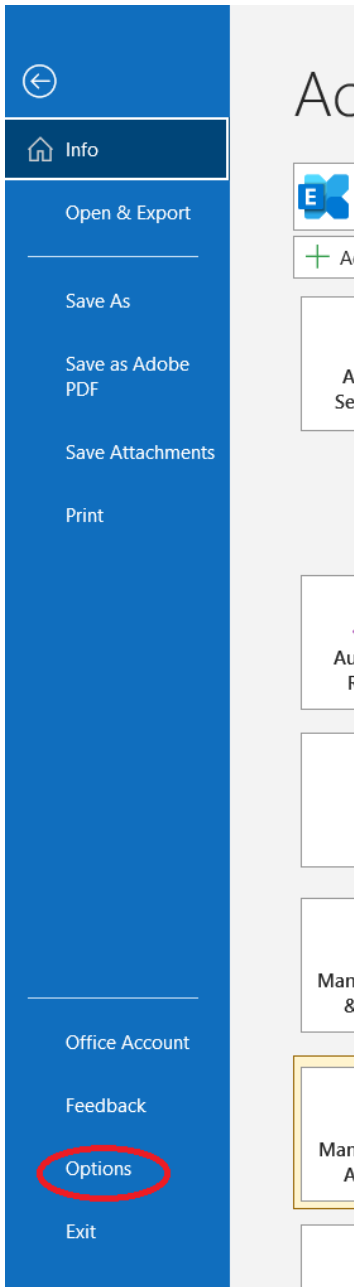 Info
Open & Export
Save As
Save as Adobe
PDF
Save Attachments
Print
Office Account
Feedback
Options
Exit
E